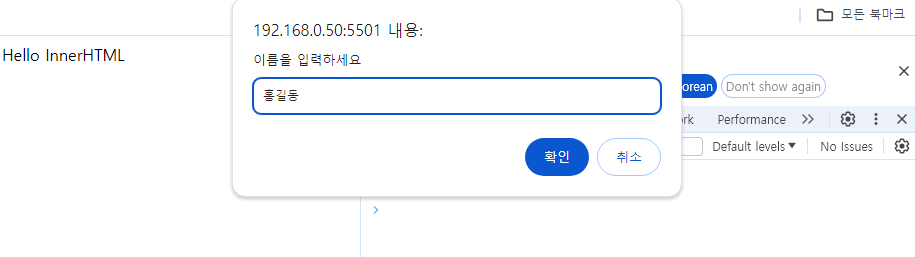 모든 북마크
192.168.0.50:5501 내용:
Hello InnerHTML
이름을 입력하세요
홍길동
orean
Don't show again
확인
취소
rk
Performance
Default levels
No Issues